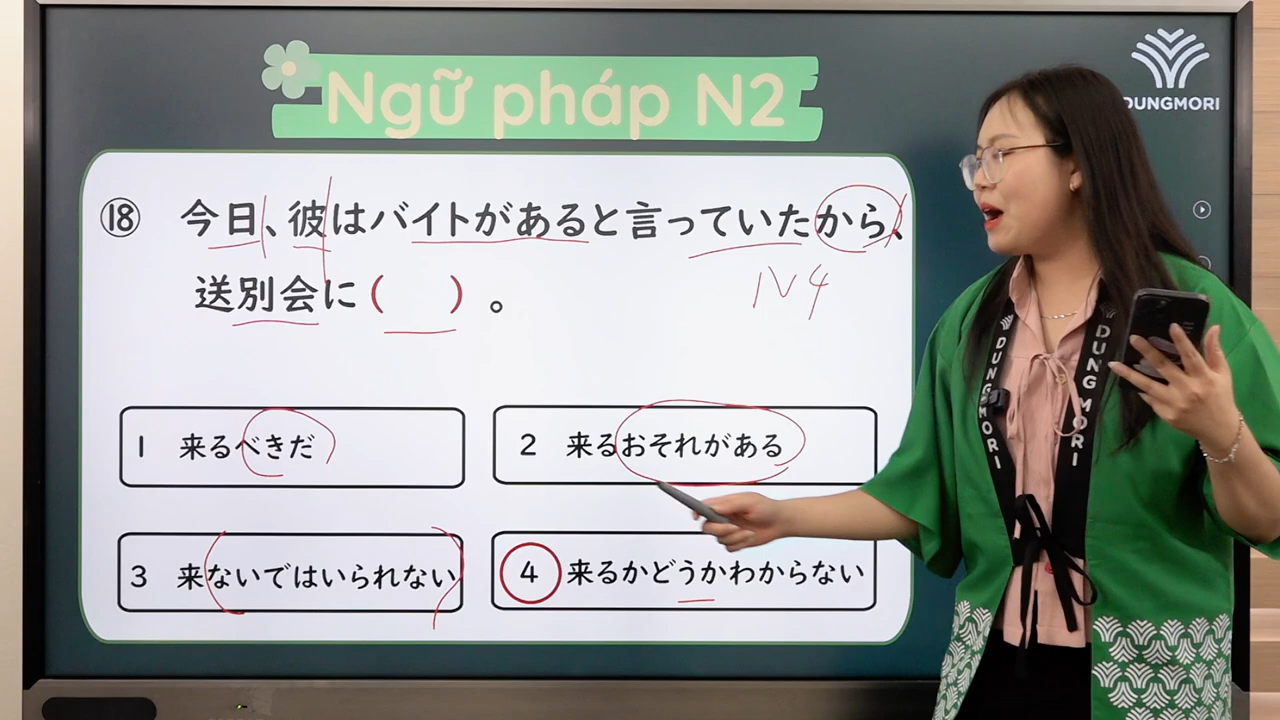 Ngữ pháp N2
DUNGMORI
⑱ 今日、彼はバイトがあると言っていたから、
送別会に( )。
N4
1 来るべきだ
2 来るおそれがある
3 来ないではいられない
4 来るかどうかわからない
DUNGMORI
DUNG MORI
DUNGMORI